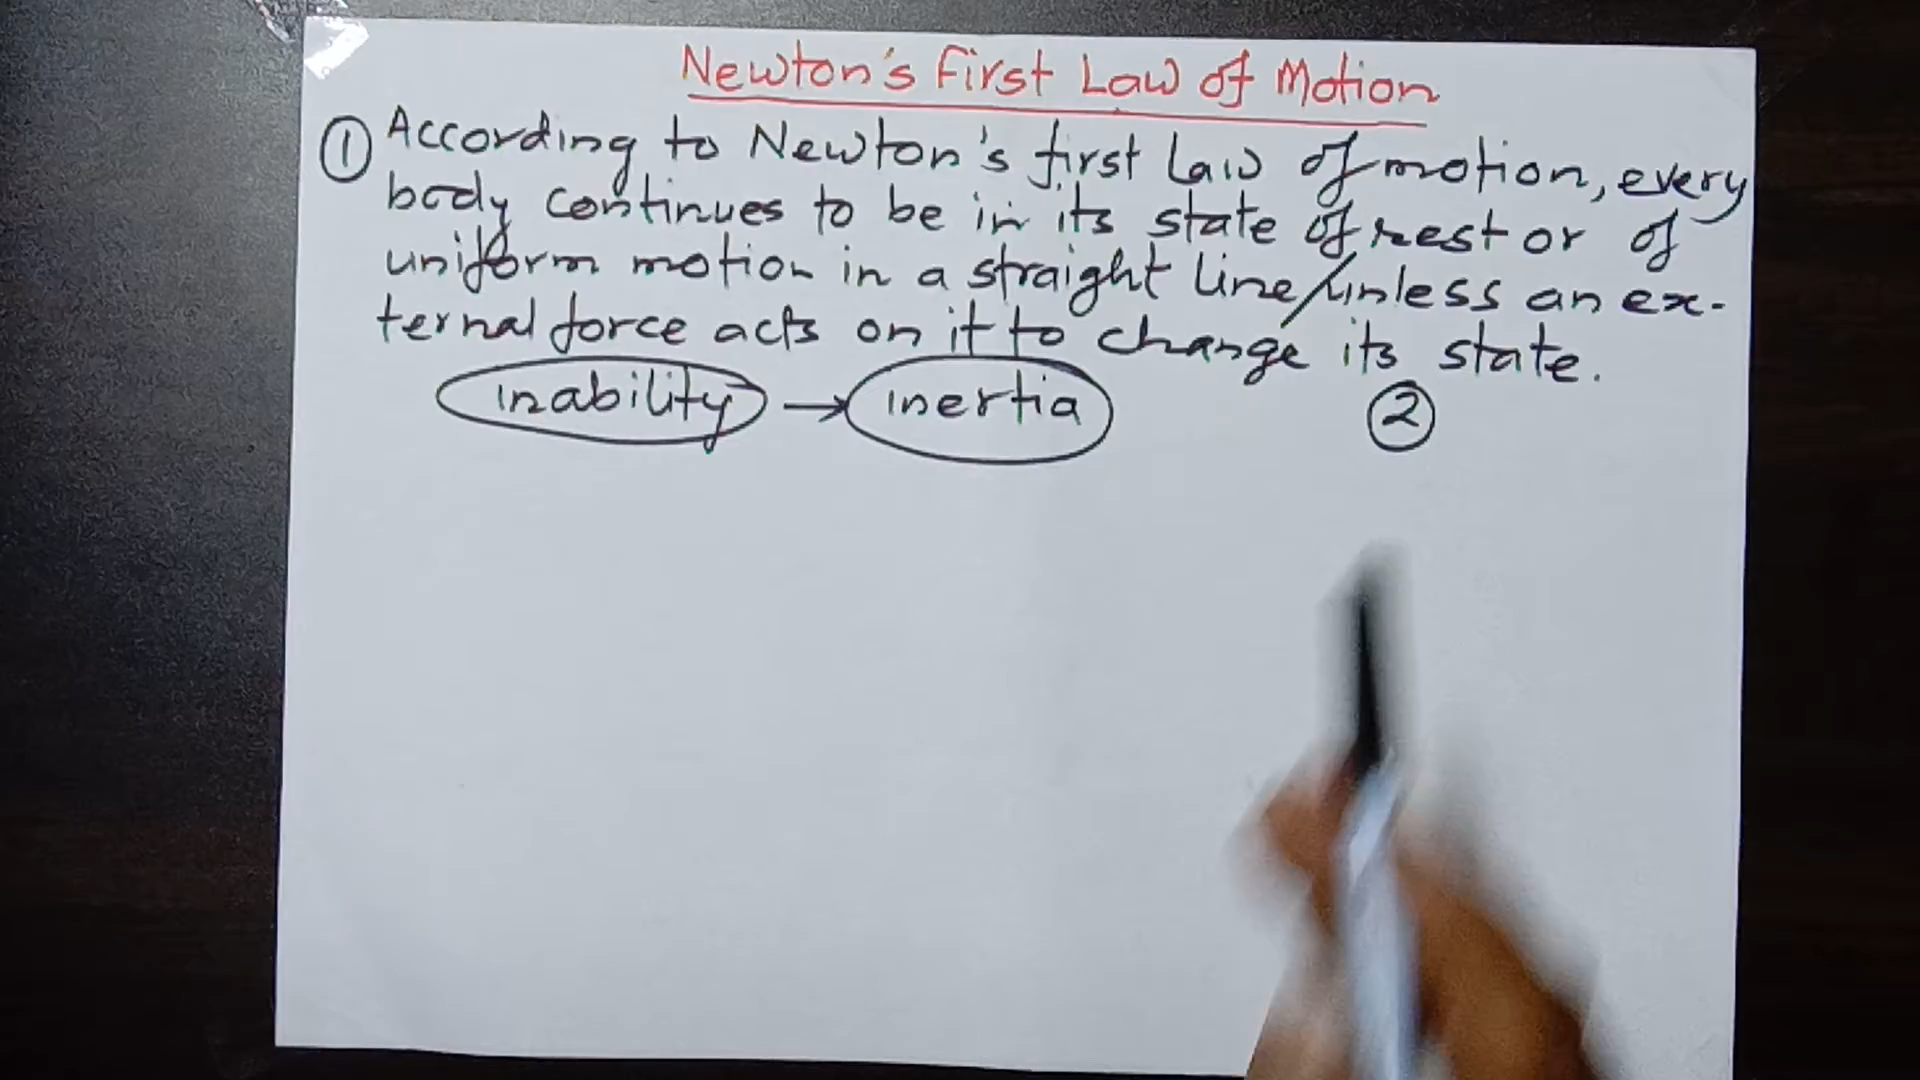 Newton's First Law of Motion
① According to Newton's first law of motion, every
body continues to be in its state of rest or of
uniform motion in a straight line/unless an ex-
ternal force acts on it to change its state.
inability → inertia ②